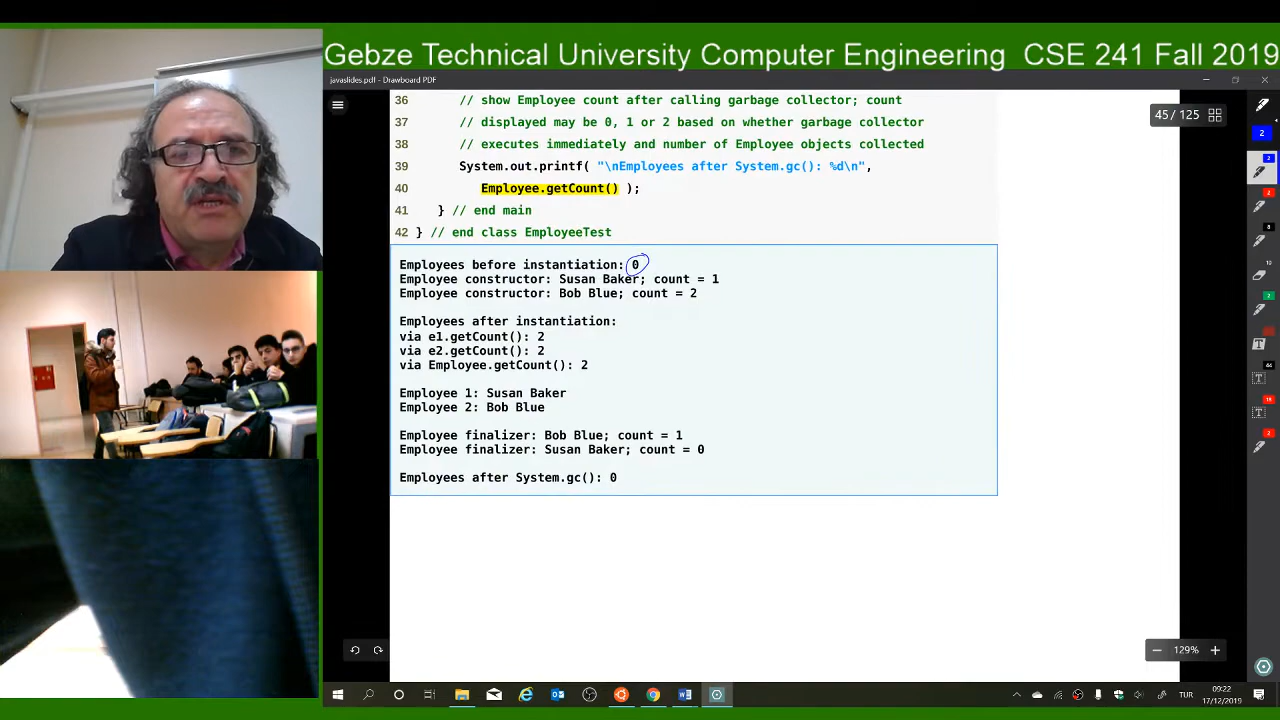 Gebze Technical University Computer Engineering  CSE 241 Fall 2019
javaslides.pdf - Drawboard PDF
45 / 125
36 // show Employee count after calling garbage collector; count
37 // displayed may be 0, 1 or 2 based on whether garbage collector
38 // executes immediately and number of Employee objects collected
39 System.out.printf( "\nEmployees after System.gc(): %d\n",
40 Employee.getCount() );
41 } // end main
42 } // end class EmployeeTest
Employees before instantiation: 0
Employee constructor: Susan Baker; count = 1
Employee constructor: Bob Blue; count = 2
Employees after instantiation:
via e1.getCount(): 2
via e2.getCount(): 2
via Employee.getCount(): 2
Employee 1: Susan Baker
Employee 2: Bob Blue
Employee finalizer: Bob Blue; count = 1
Employee finalizer: Susan Baker; count = 0
Employees after System.gc(): 0
129%
TUR
09:22
17/12/2019